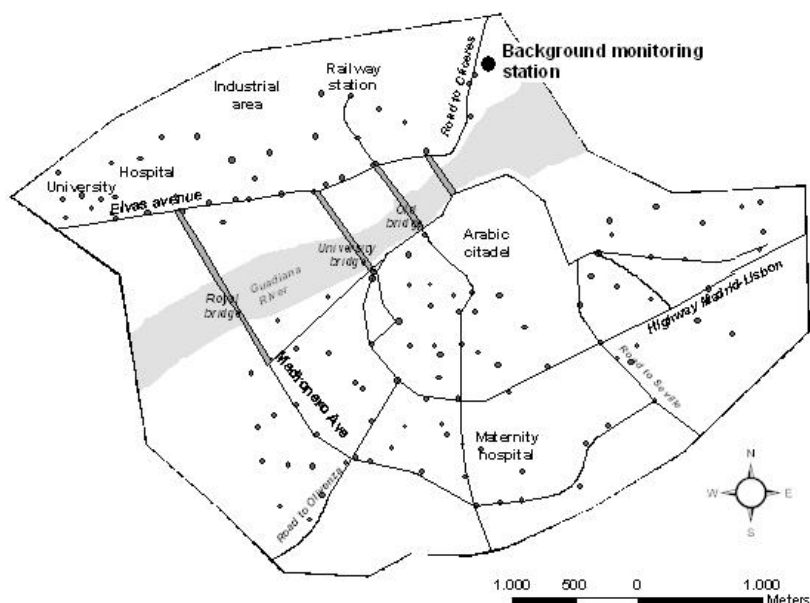 Background monitoring
station
Road to Cáceres
Railway
station
Industrial
area
Hospital
University
Elvas avenue
Old
bridge
Arabic
citadel
University
bridge
Guadiana
River
Royal
bridge
Highway Madrid-Lisbon
Road to Seville
Ave
Maternity
hospital
Road to Olivenza
N
W
E
S
1.000
500
0
1.000
Meters